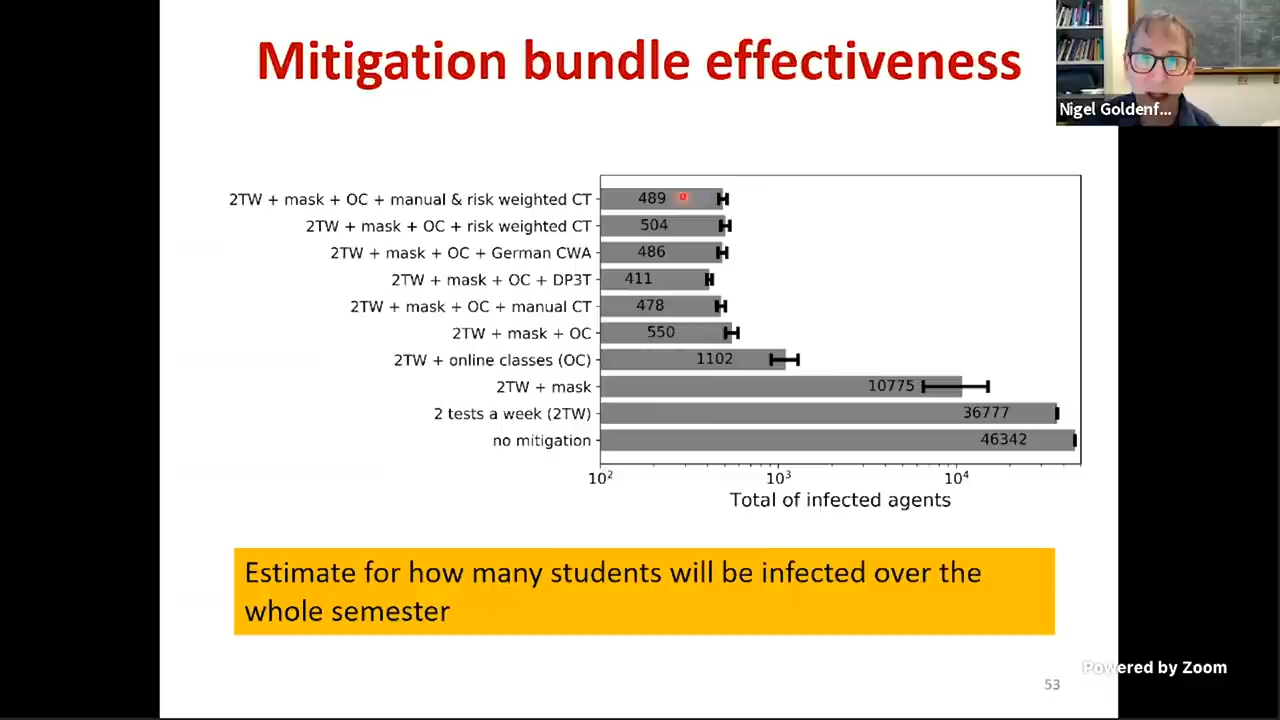 Mitigation bundle effectiveness
Nigel Goldenf...
2TW + mask + OC + manual & risk weighted CT 489
2TW + mask + OC + risk weighted CT 504
2TW + mask + OC + German CWA 486
2TW + mask + OC + DP3T 411
2TW + mask + OC + manual CT 478
2TW + mask + OC 550
2TW + online classes (OC) 1102
2TW + mask 10775
2 tests a week (2TW) 36777
no mitigation 46342
10² 10³ 10⁴
Total of infected agents
Estimate for how many students will be infected over the
whole semester
Powered by Zoom
53